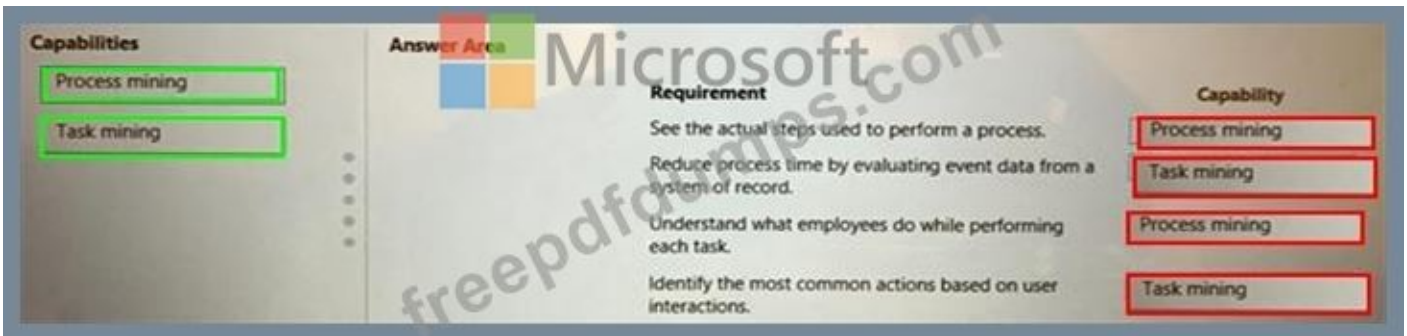 Capabilities
Process mining
Task mining
Answer Area
Microsoft
freepdfdumps.com
Requirement
Capability
See the actual steps used to perform a process.
Process mining
Reduce process time by evaluating event data from a
system of record.
Task mining
Understand what employees do while performing
each task.
Process mining
Identify the most common actions based on user
interactions.
Task mining